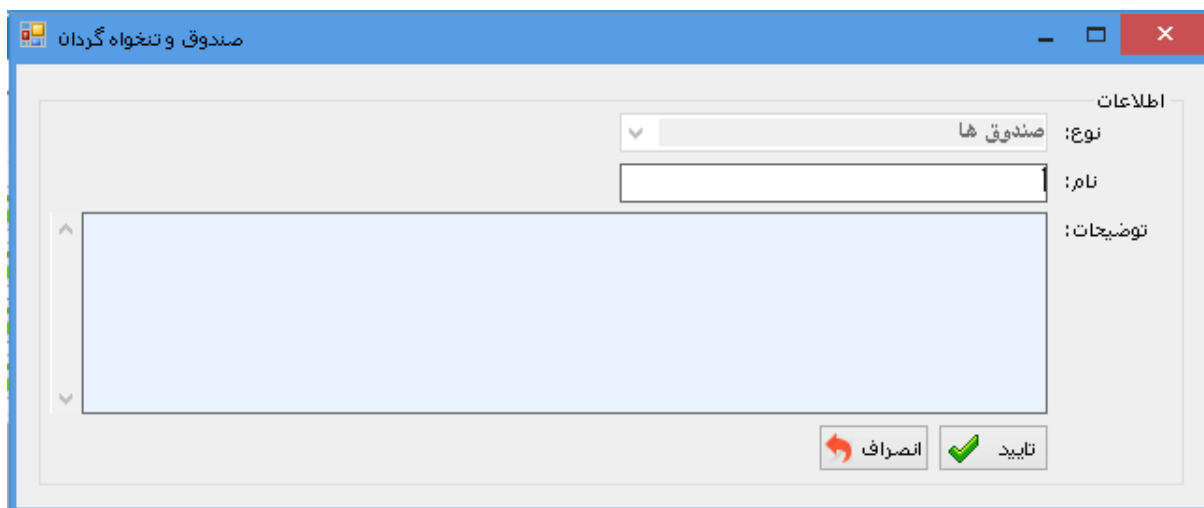 صندوق و تنخواه گردان
اطلاعات
نوع: صندوق ها
نام:
توضیحات:
تایید
انصراف